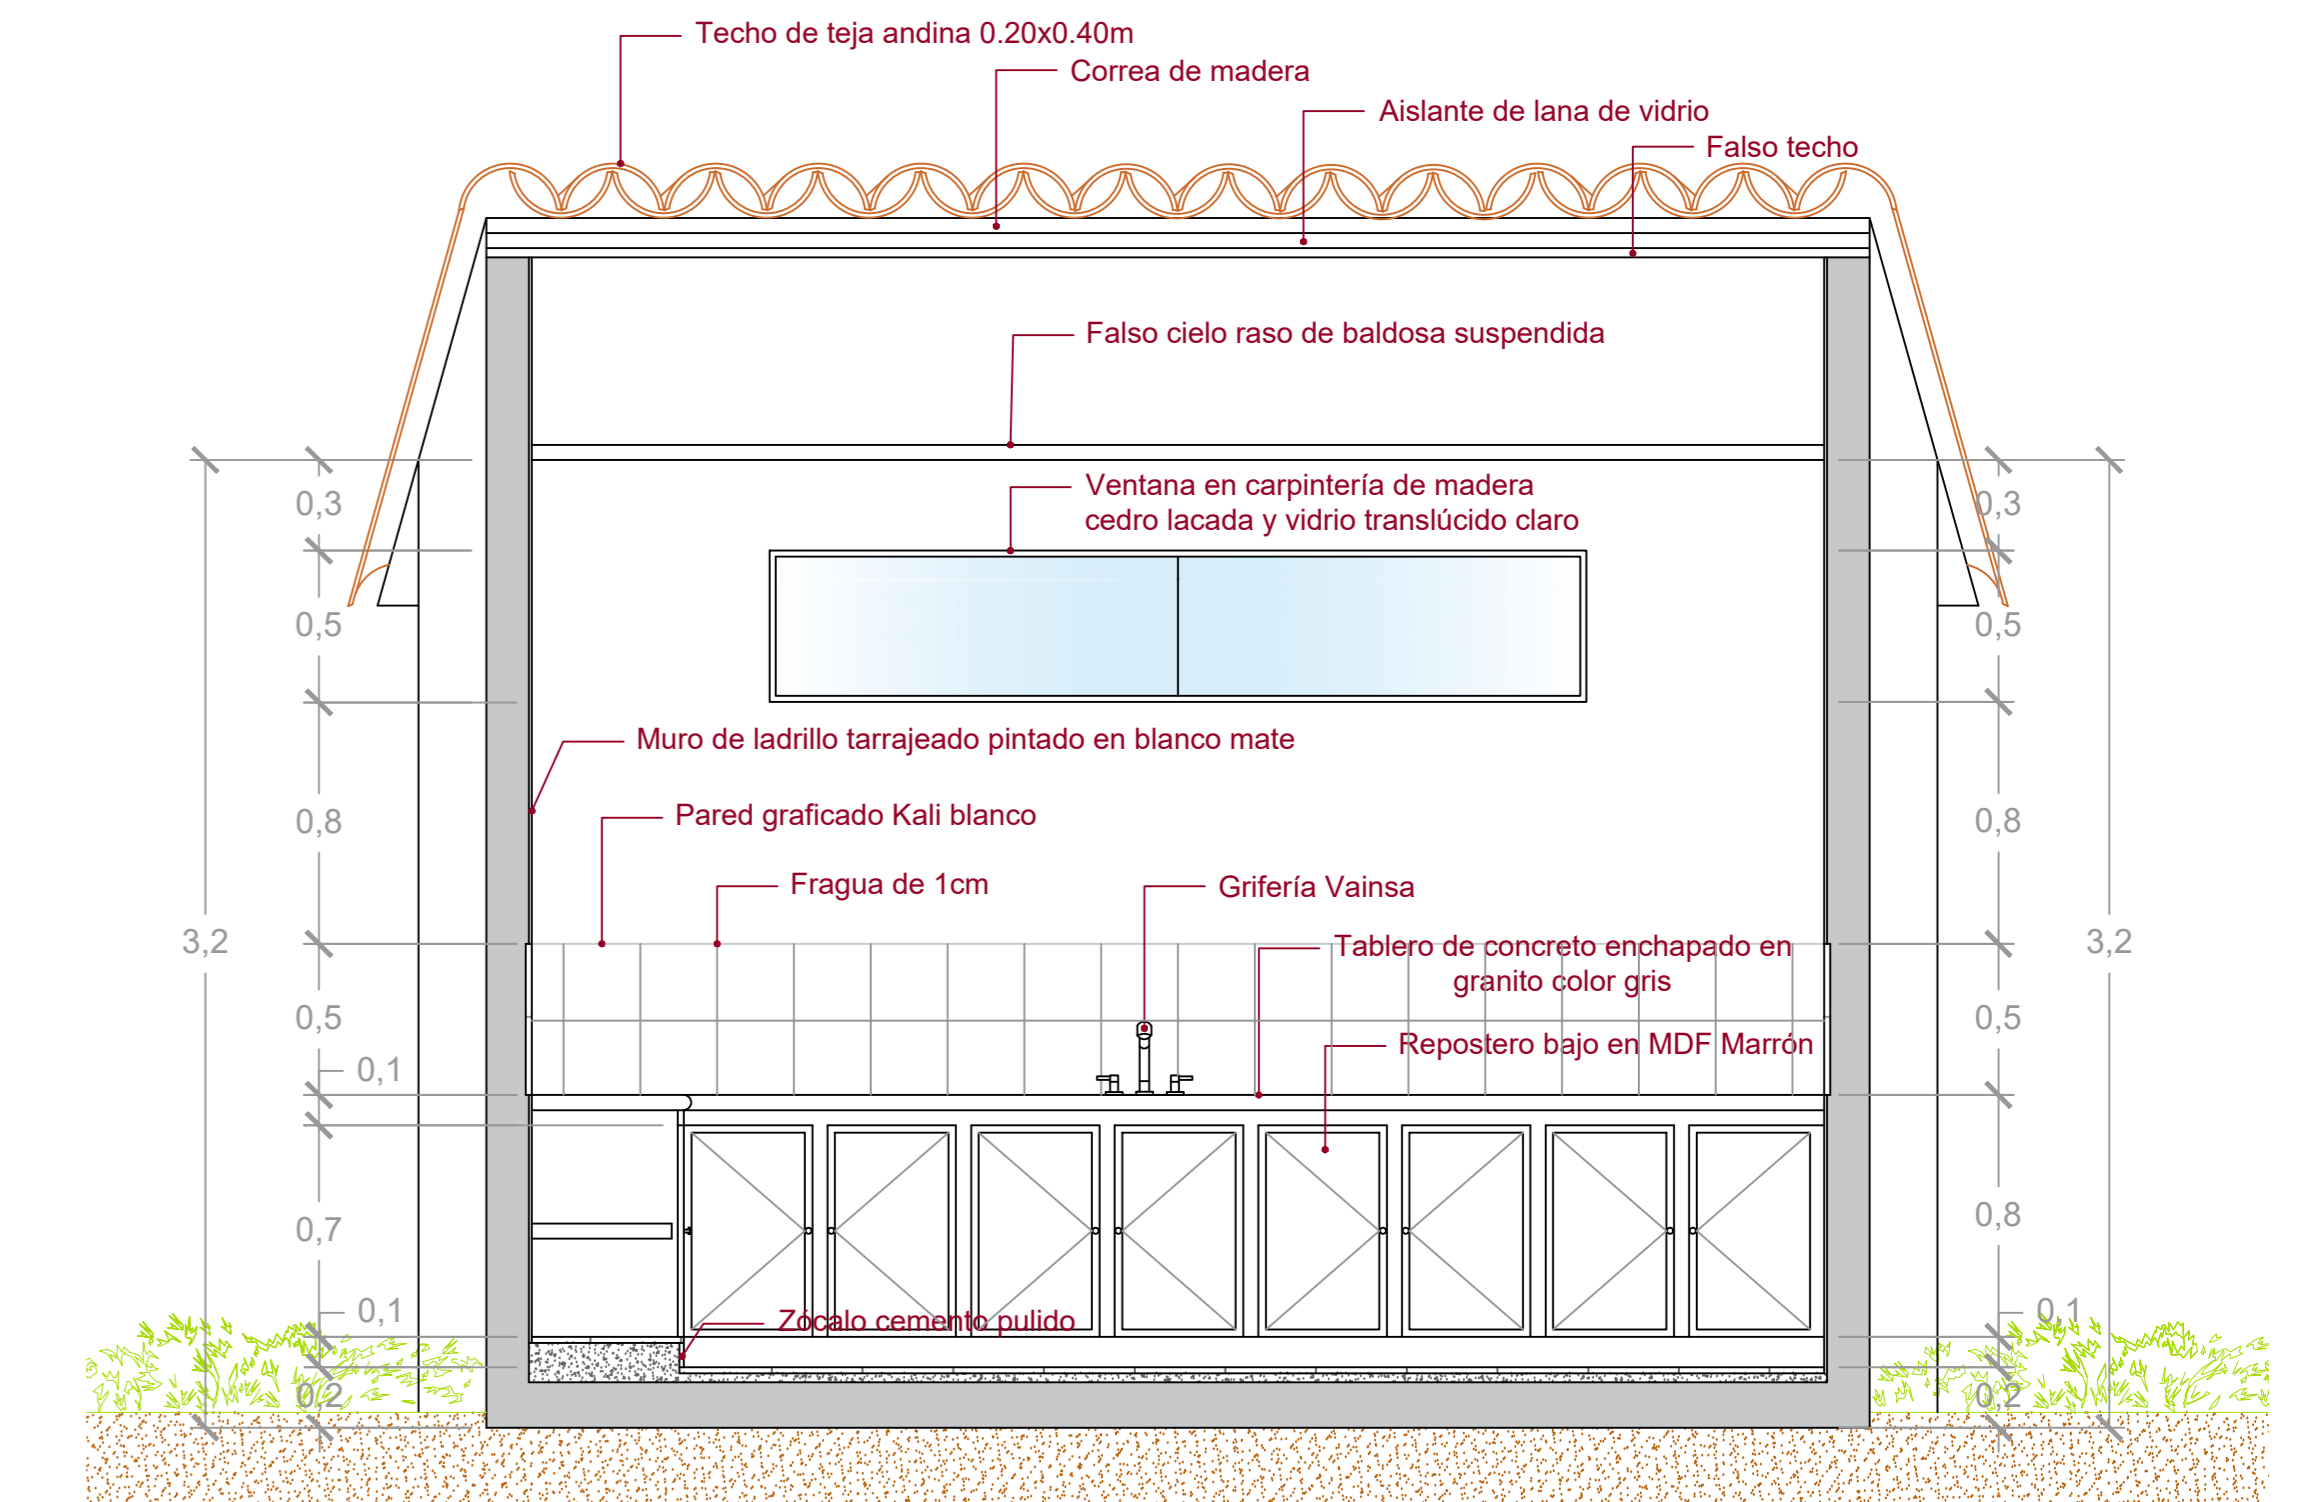 Techo de teja andina 0.20x0.40m
Correa de madera
Aislante de lana de vidrio
Falso techo
Falso cielo raso de baldosa suspendida
Ventana en carpintería de madera
cedro lacada y vidrio translúcido claro
0,3
0,3
0,5
0,5
Muro de ladrillo tarrajeado pintado en blanco mate
Pared graficado Kali blanco
0,8
0,8
Fragua de 1cm
Grifería Vainsa
3,2
3,2
Tablero de concreto enchapado en
granito color gris
0,5
0,5
Repostero bajo en MDF Marrón
0,1
0,7
0,8
0,1
0,1
Zócalo cemento pulido
0,2
0,2